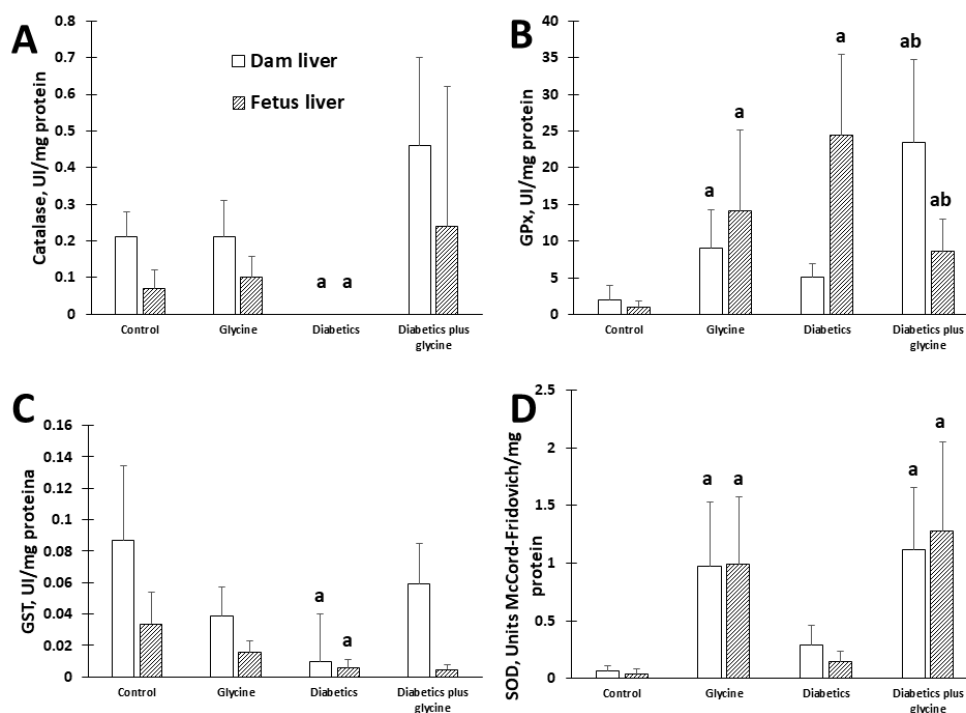 A
Catalase, UI/mg protein
0.8
0.7
0.6
0.5
0.4
0.3
0.2
0.1
0
Dam liver
Fetus liver
a a
Control Glycine Diabetics Diabetics plus
glycine
B
GPx, UI/mg protein
40
35
30
25
20
15
10
5
0
a a a ab ab
Control Glycine Diabetics Diabetics plus
glycine
C
GST, UI/mg proteina
0.16
0.14
0.12
0.1
0.08
0.06
0.04
0.02
0
a a
Control Glycine Diabetics Diabetics plus
glycine
D
SOD, Units McCord-Fridovich/mg
protein
2.5
2
1.5
1
0.5
0
a a a a
Control Glycine Diabetics Diabetics plus
glycine